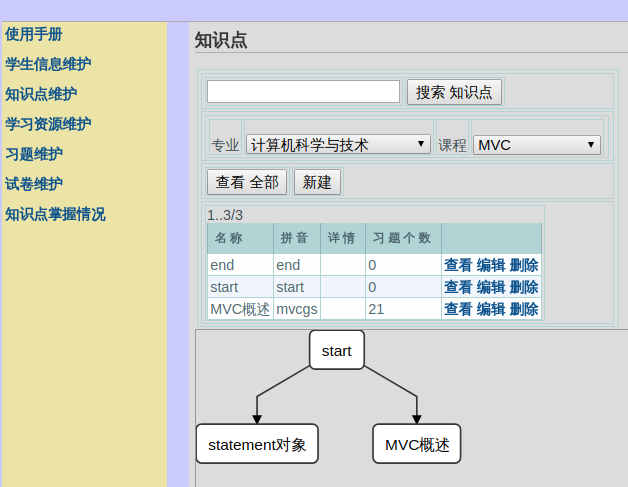 使用手册
学生信息维护
知识点维护
学习资源维护
习题维护
试卷维护
知识点掌握情况
知识点
搜索 知识点
专业 计算机科学与技术 课程 MVC
查看 全部 新建
1..3/3
名称 拼音 详情 习题个数
end end 0 查看 编辑 删除
start start 0 查看 编辑 删除
MVC概述 mvcgs 21 查看 编辑 删除
start
statement对象 MVC概述